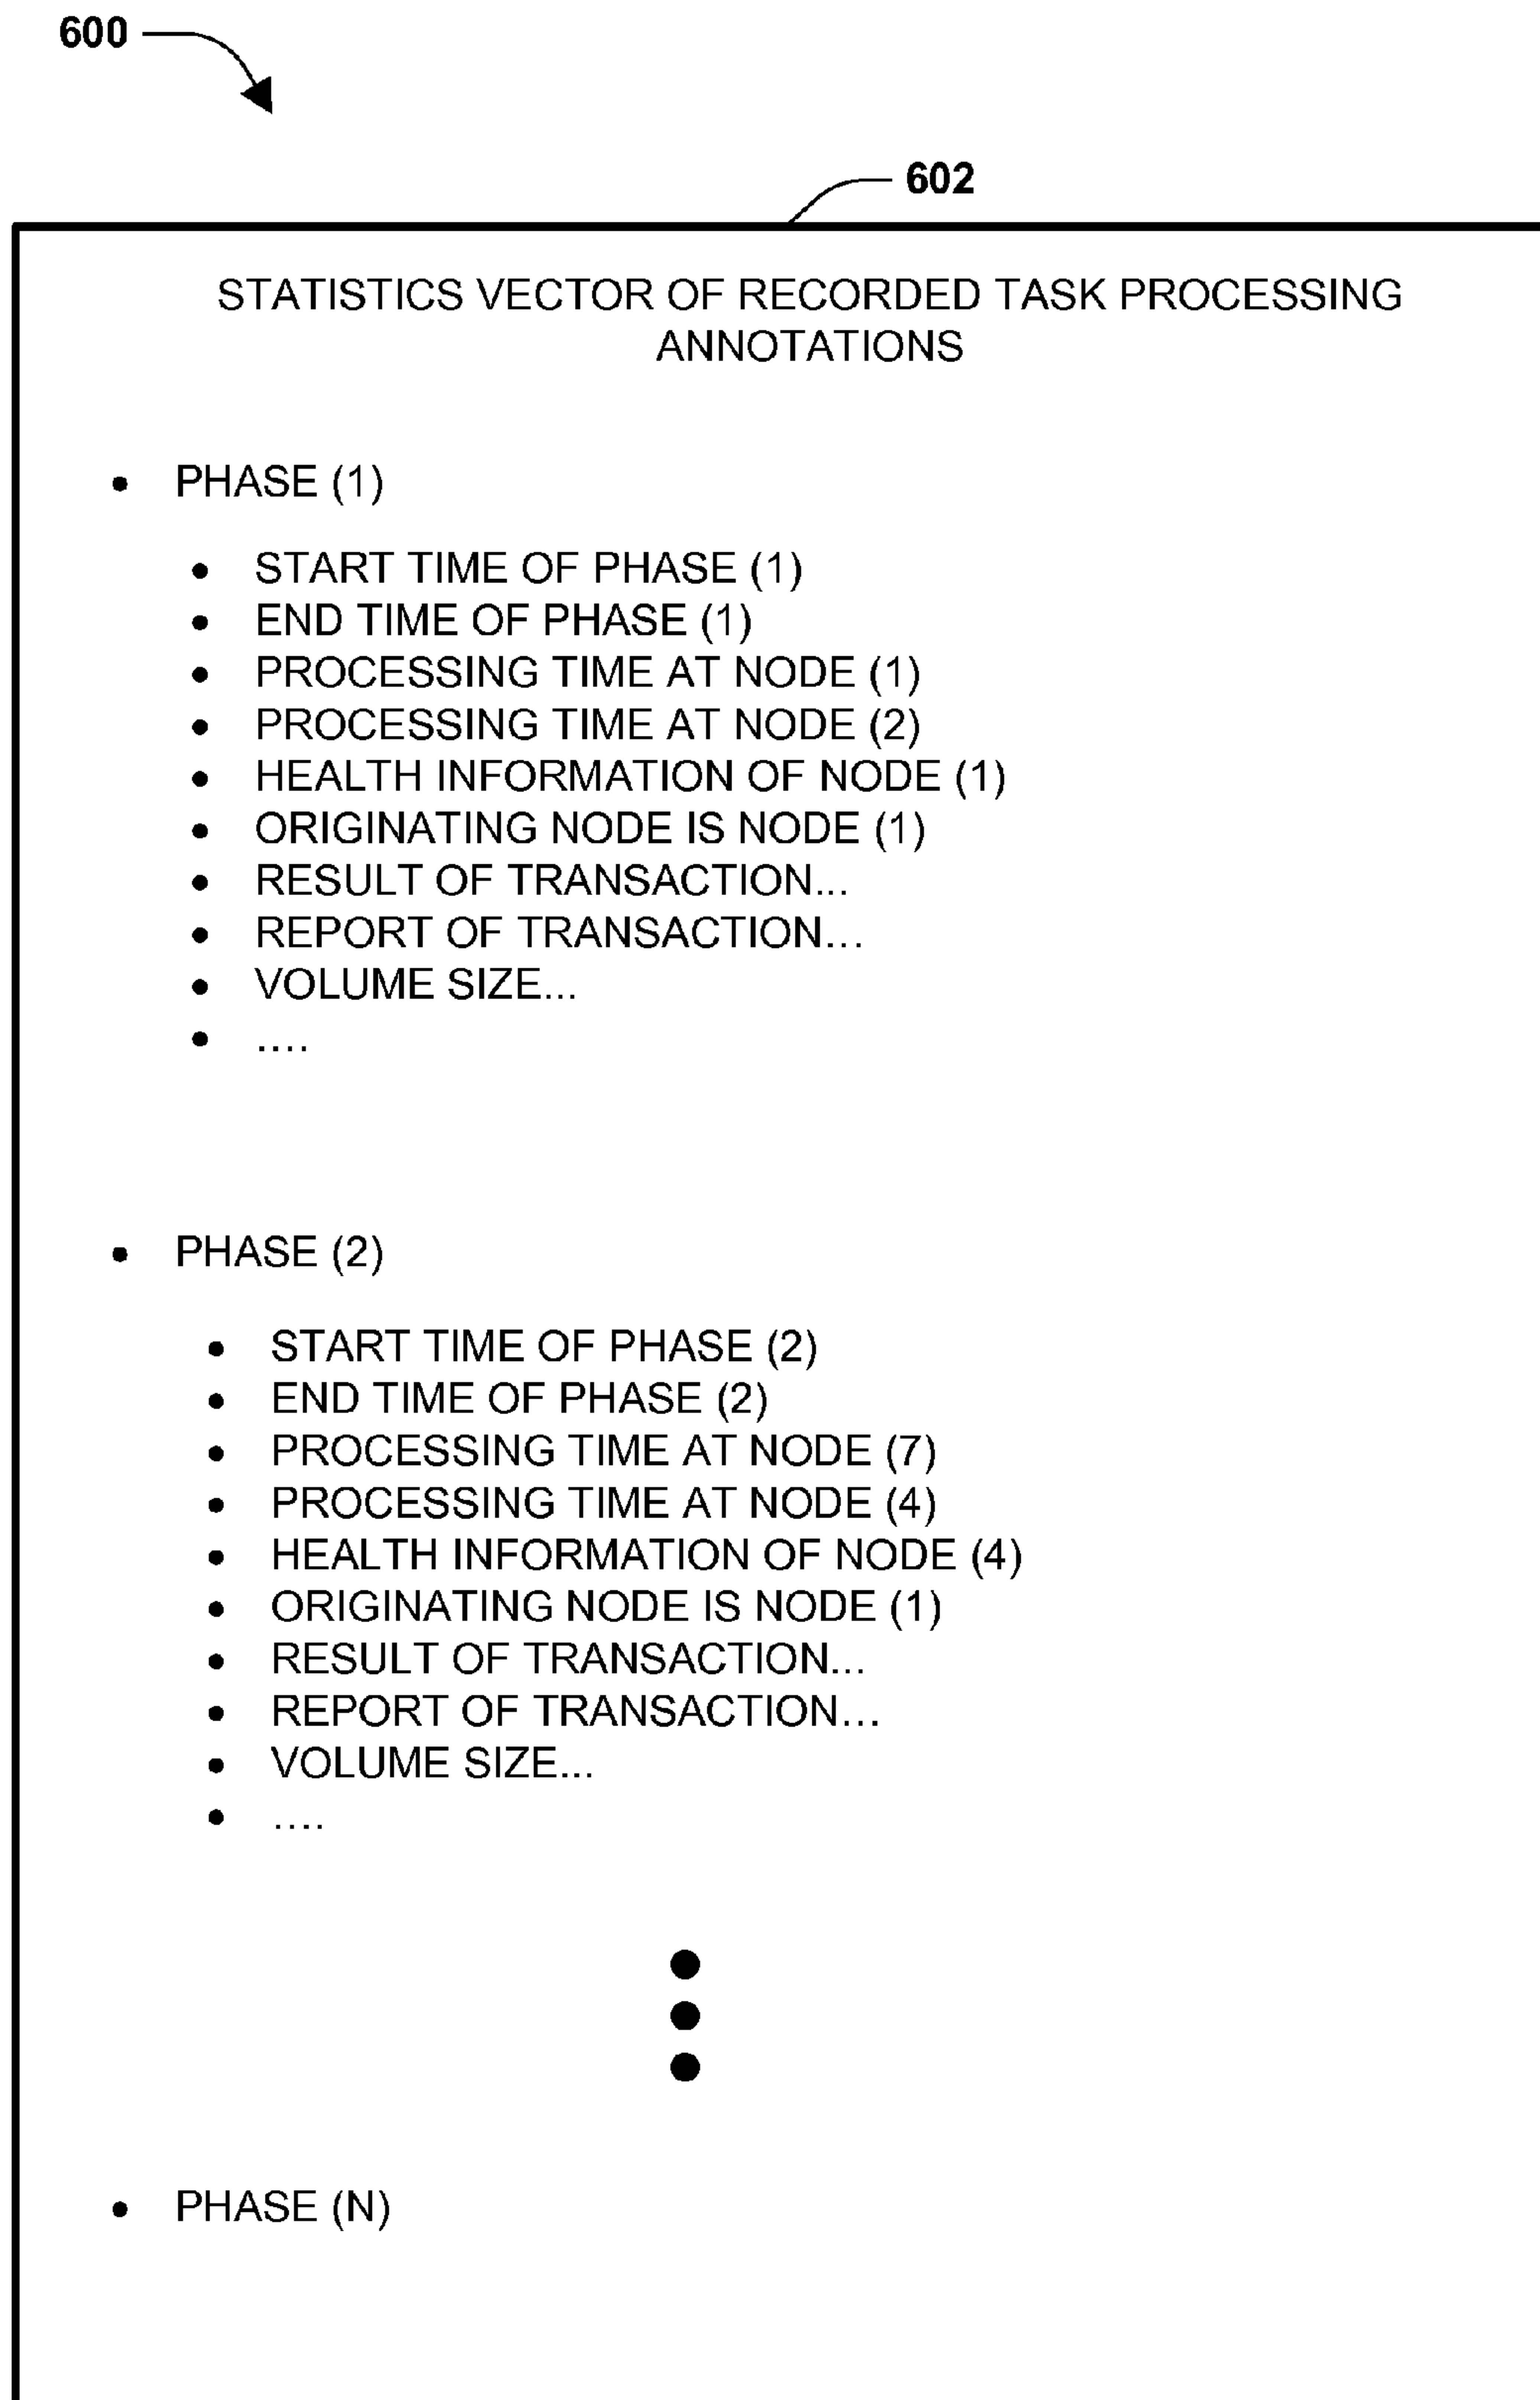 600
602
STATISTICS VECTOR OF RECORDED TASK PROCESSING
ANNOTATIONS
• PHASE (1)
• START TIME OF PHASE (1)
• END TIME OF PHASE (1)
• PROCESSING TIME AT NODE (1)
• PROCESSING TIME AT NODE (2)
• HEALTH INFORMATION OF NODE (1)
• ORIGINATING NODE IS NODE (1)
• RESULT OF TRANSACTION...
• REPORT OF TRANSACTION...
• VOLUME SIZE...
• ....
• PHASE (2)
• START TIME OF PHASE (2)
• END TIME OF PHASE (2)
• PROCESSING TIME AT NODE (7)
• PROCESSING TIME AT NODE (4)
• HEALTH INFORMATION OF NODE (4)
• ORIGINATING NODE IS NODE (1)
• RESULT OF TRANSACTION...
• REPORT OF TRANSACTION...
• VOLUME SIZE...
• ....
• PHASE (N)